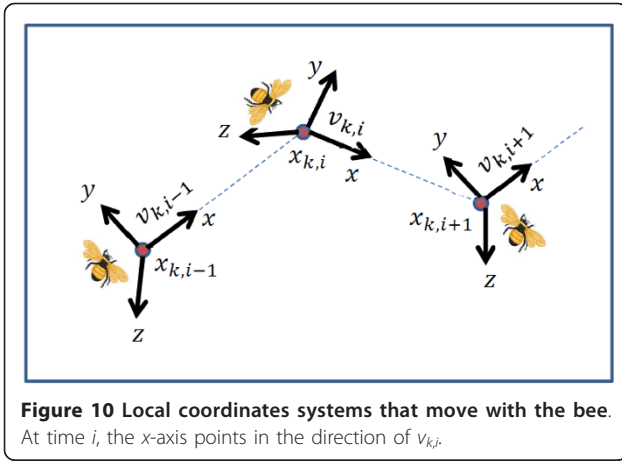 y
z
v_{k,i}
x_{k,i}
x
y
v_{k,i+1}
x
x_{k,i+1}
z
y
v_{k,i-1}
x
x_{k,i-1}
z
Figure 10 Local coordinates systems that move with the bee.
At time i, the x-axis points in the direction of v_{k,i}.